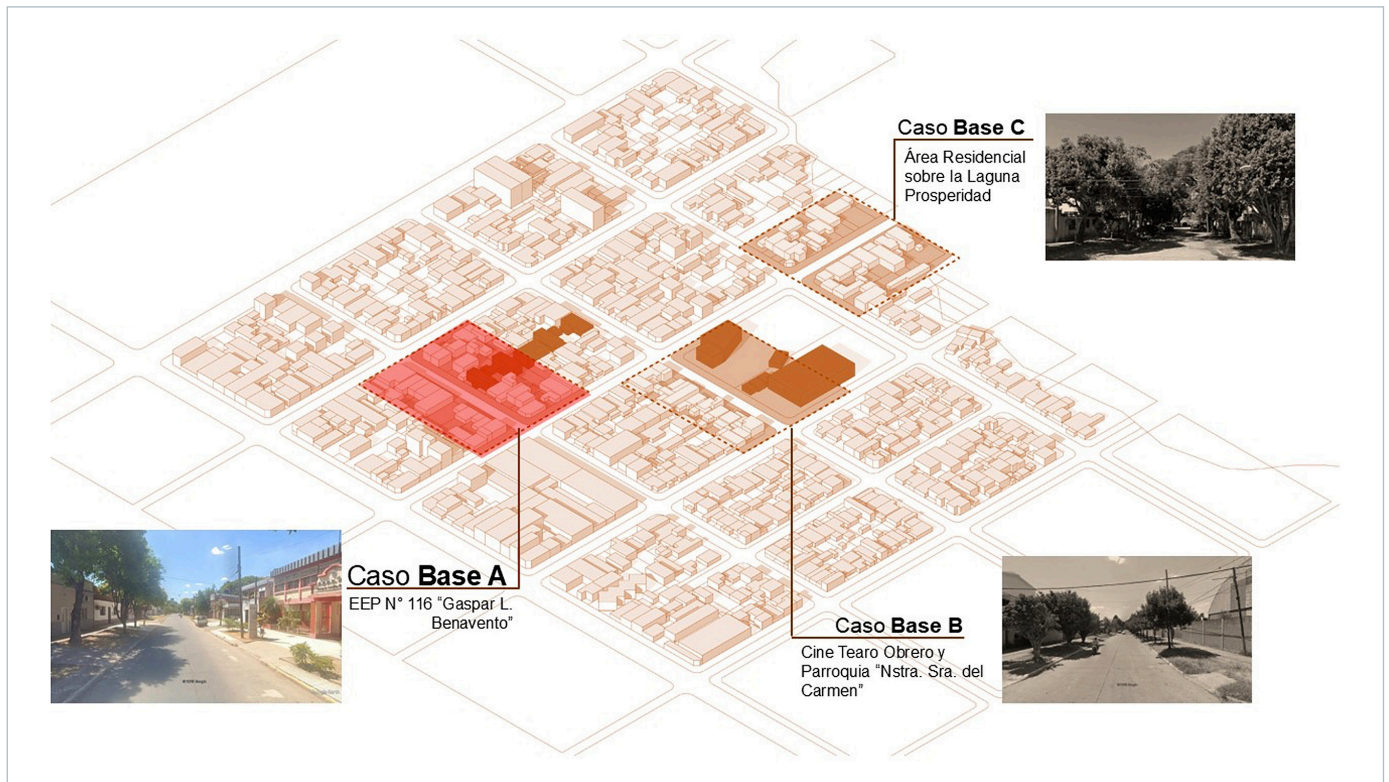 Caso Base C
Área Residencial
sobre la Laguna
Prosperidad
Caso Base A
EEP N° 116 “Gaspar L.
Benavento”
Caso Base B
Cine Tearo Obrero y
Parroquia “Nstra. Sra. del
Carmen”